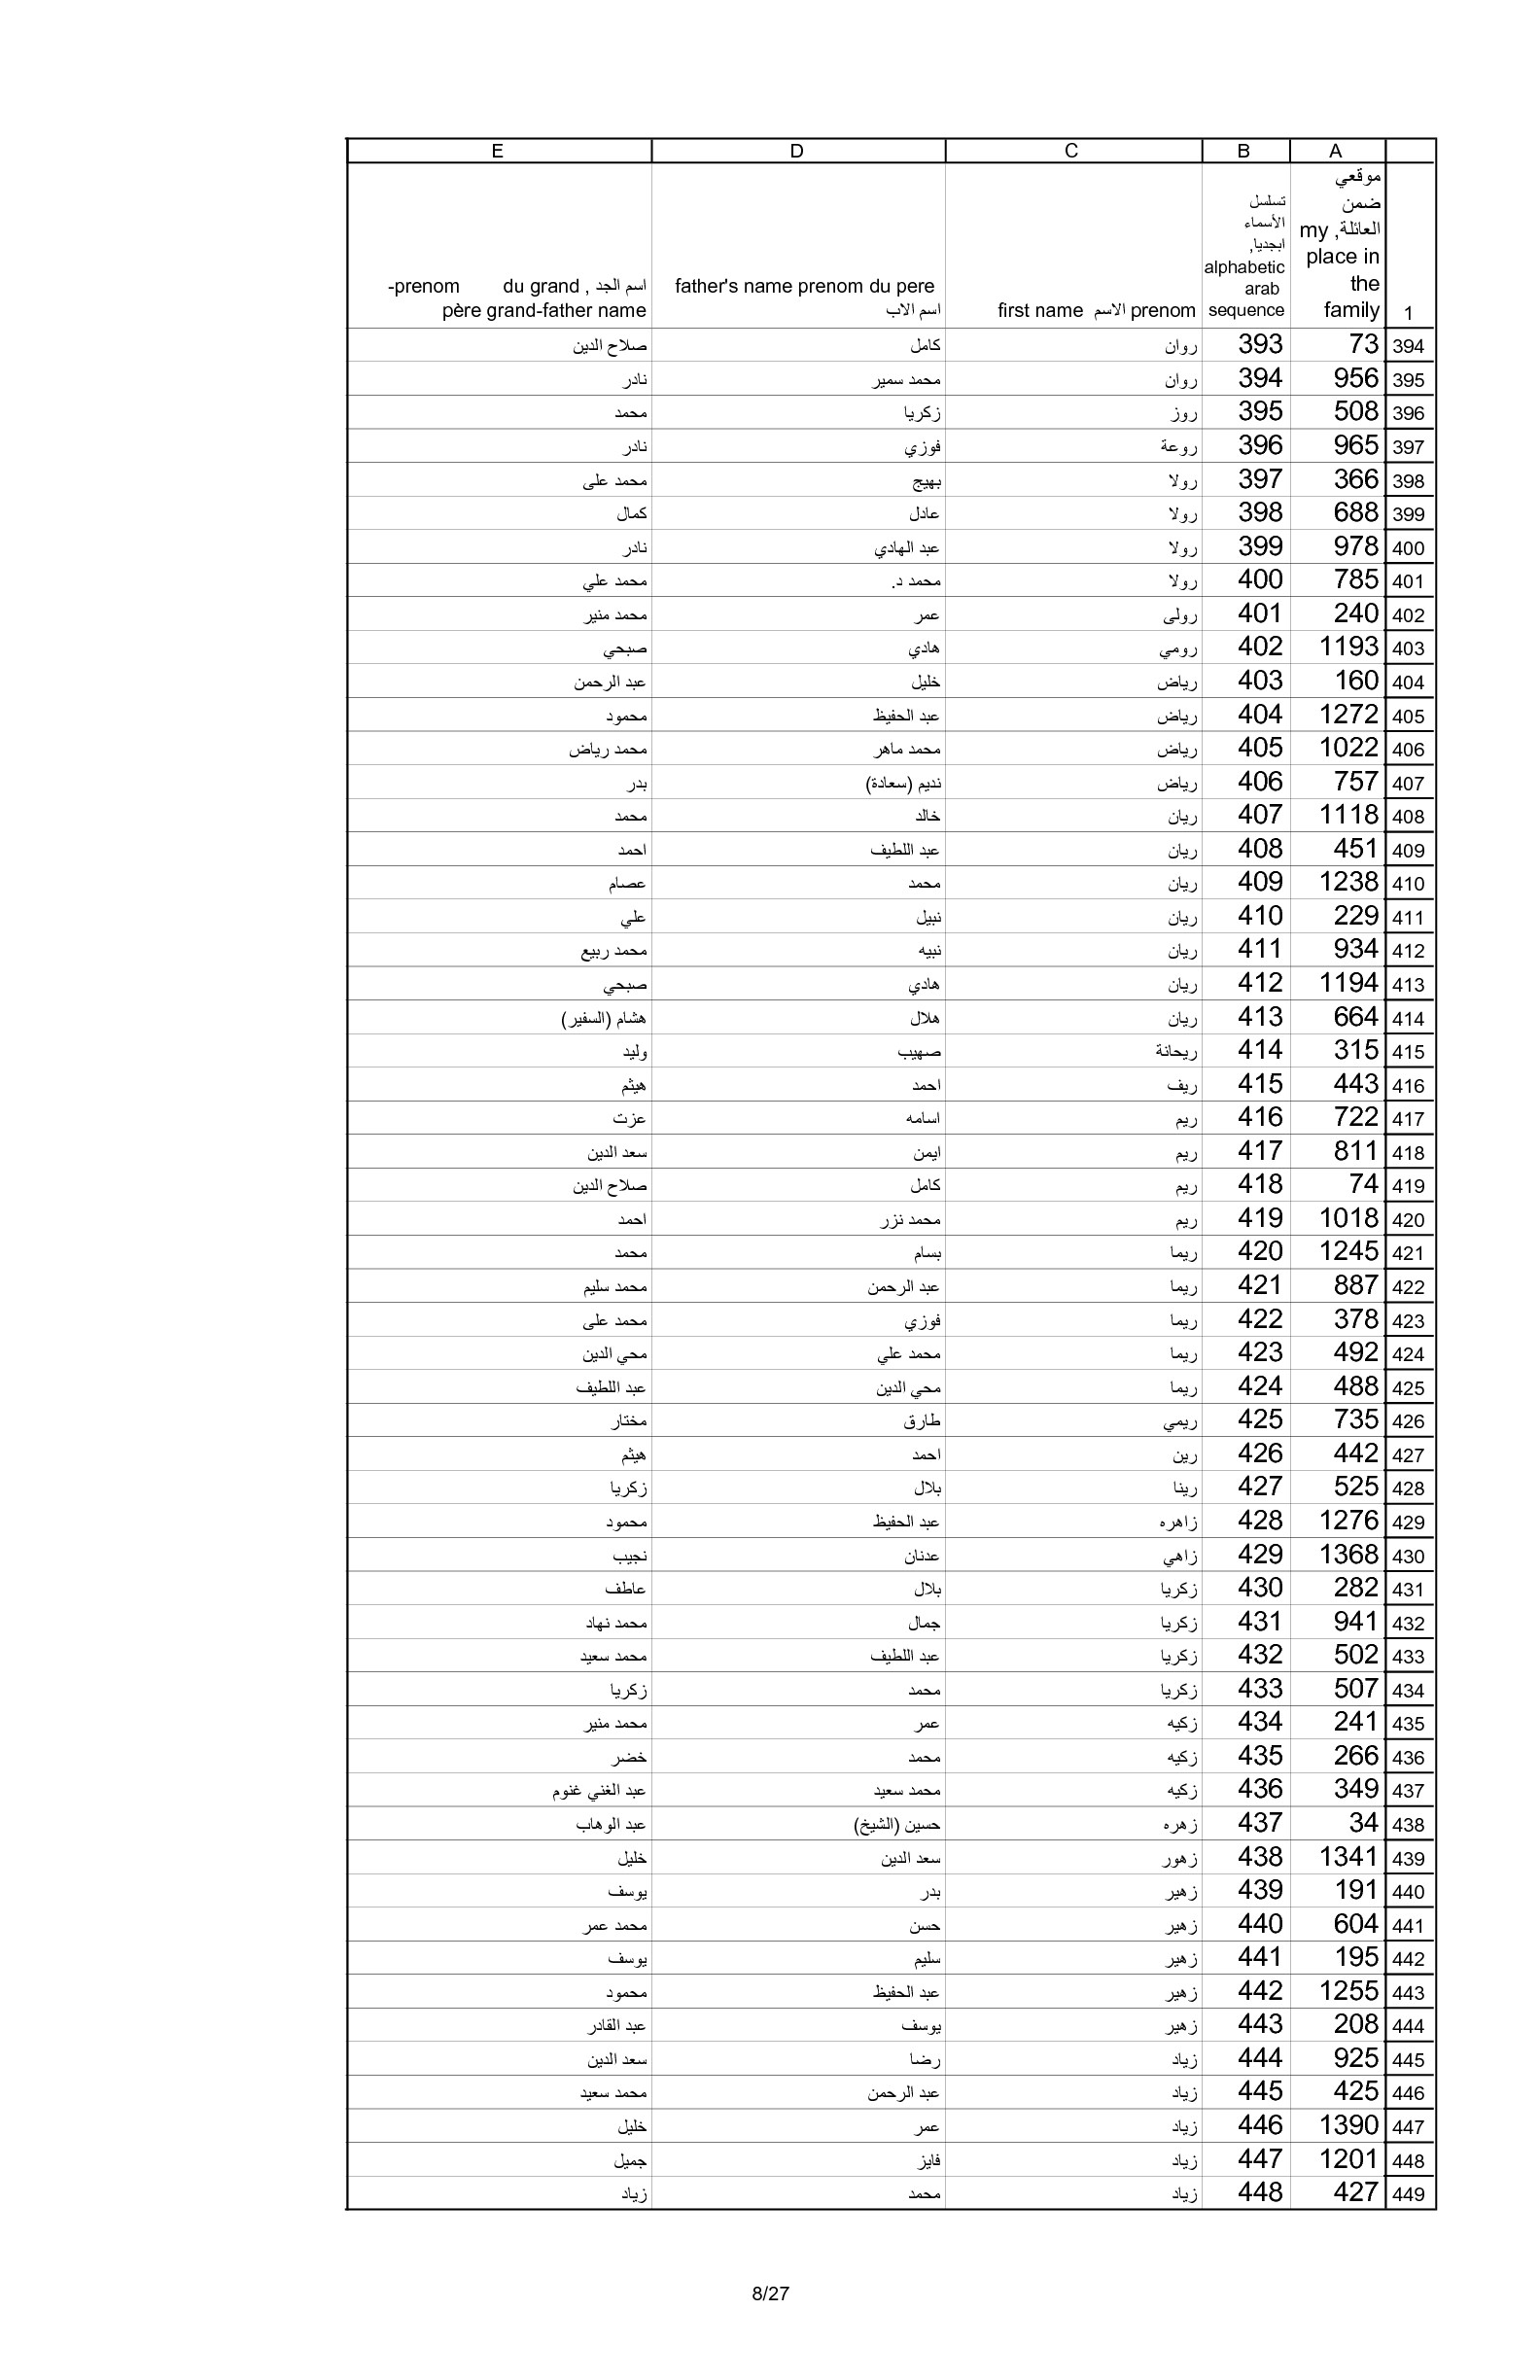 E D C B A
1 موقعي ضمن العائلة, my place in the family تسلسل الأسماء ابجديا, alphabetic arab sequence first name الاسم prenom father's name prenom du pere اسم الاب اسم الجد , prenom du grand-père grand-father name
394 73 393 روان كامل صلاح الدين
395 956 394 روان محمد سمير نادر
396 508 395 روز زكريا محمد
397 965 396 روعة فوزي نادر
398 366 397 رولا بهيج محمد على
399 688 398 رولا عادل كمال
400 978 399 رولا عبد الهادي نادر
401 785 400 رولا محمد د. محمد علي
402 240 401 رولى عمر محمد منير
403 1193 402 رومي هادي صبحي
404 160 403 رياض خليل عبد الرحمن
405 1272 404 رياض عبد الحفيظ محمود
406 1022 405 رياض محمد ماهر محمد رياض
407 757 406 رياض نديم (سعادة) بدر
408 1118 407 ريان خالد محمد
409 451 408 ريان عبد اللطيف احمد
410 1238 409 ريان محمد عصام
411 229 410 ريان نبيل علي
412 934 411 ريان نبيه محمد ربيع
413 1194 412 ريان هادي صبحي
414 664 413 ريان هلال هشام (السفير)
415 315 414 ريحانة صهيب وليد
416 443 415 ريف احمد هيثم
417 722 416 ريم اسامه عزت
418 811 417 ريم ايمن سعد الدين
419 74 418 ريم كامل صلاح الدين
420 1018 419 ريم محمد نزر احمد
421 1245 420 ريما بسام محمد
422 887 421 ريما عبد الرحمن محمد سليم
423 378 422 ريما فوزي محمد على
424 492 423 ريما محمد علي محي الدين
425 488 424 ريما محي الدين عبد اللطيف
426 735 425 ريمي طارق مختار
427 442 426 رين احمد هيثم
428 525 427 رينا بلال زكريا
429 1276 428 زاهره عبد الحفيظ محمود
430 1368 429 زاهي عدنان نجيب
431 282 430 زكريا بلال عاطف
432 941 431 زكريا جمال محمد نهاد
433 502 432 زكريا عبد اللطيف محمد سعيد
434 507 433 زكريا محمد زكريا
435 241 434 زكيه عمر محمد منير
436 266 435 زكيه محمد خضر
437 349 436 زكيه محمد سعيد عبد الغني غنوم
438 34 437 زهره حسين (الشيخ) عبد الوهاب
439 1341 438 زهور سعد الدين خليل
440 191 439 زهير بدر يوسف
441 604 440 زهير حسن محمد عمر
442 195 441 زهير سليم يوسف
443 1255 442 زهير عبد الحفيظ محمود
444 208 443 زهير يوسف عبد القادر
445 925 444 زياد رضا سعد الدين
446 425 445 زياد عبد الرحمن محمد سعيد
447 1390 446 زياد عمر خليل
448 1201 447 زياد فايز جميل
449 427 448 زياد محمد زياد
8/27